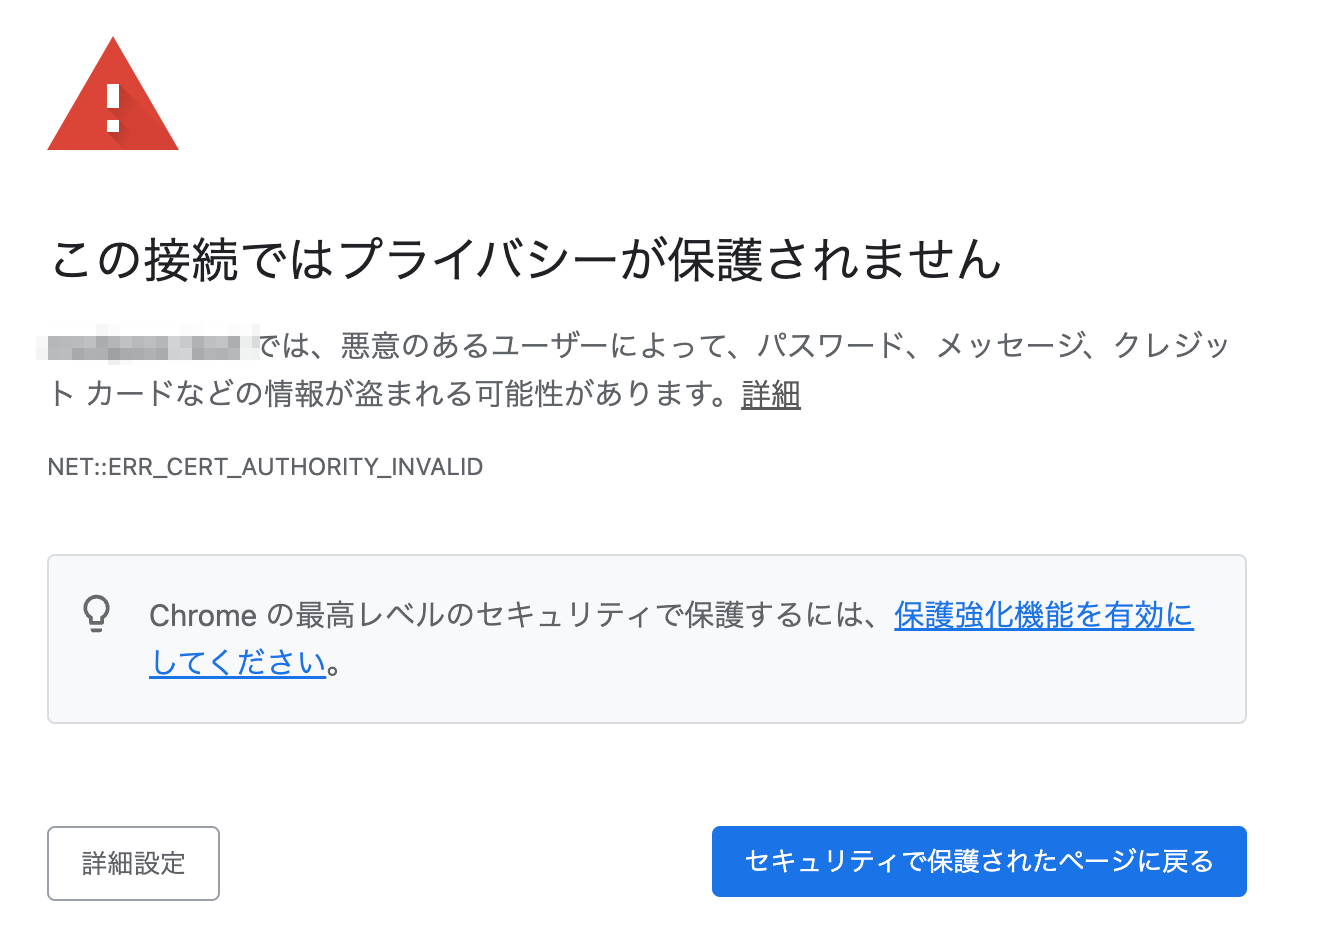 この接続ではプライバシーが保護されません
では、悪意のあるユーザーによって、パスワード、メッセージ、クレジッ
ト カードなどの情報が盗まれる可能性があります。詳細
NET::ERR_CERT_AUTHORITY_INVALID
Chrome の最高レベルのセキュリティで保護するには、保護強化機能を有効に
してください。
詳細設定
セキュリティで保護されたページに戻る